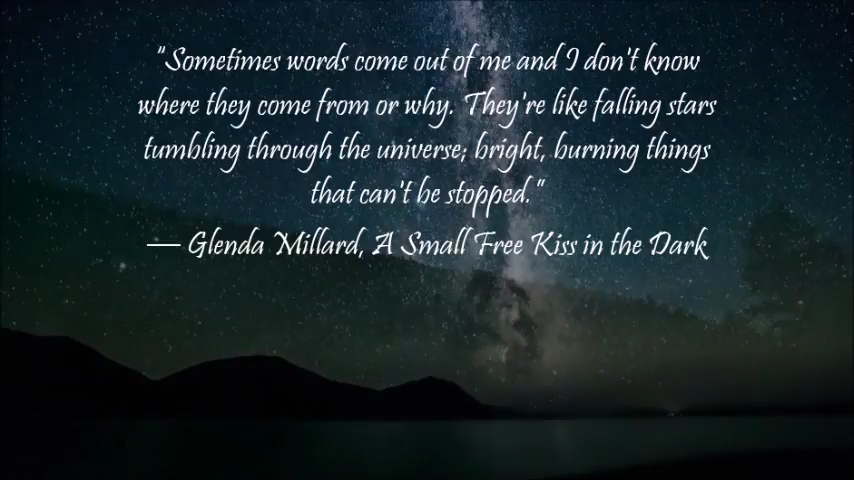 "Sometimes words come out of me and I don't know
where they come from or why. They're like falling stars
tumbling through the universe; bright, burning things
that can't be stopped."
— Glenda Millard, A Small Free Kiss in the Dark